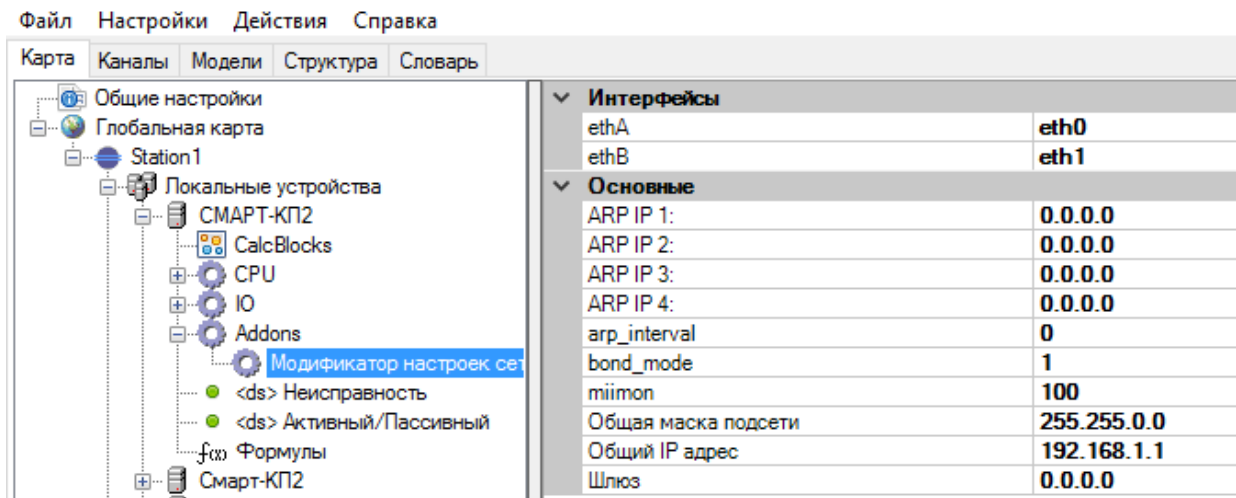 Файл Настройки Действия Справка
Карта Каналы Модели Структура Словарь
Общие настройки
Глобальная карта
Station1
Локальные устройства
СМАРТ-КП2
CalcBlocks
CPU
IO
Addons
Модификатор настроек сет
<ds> Неисправность
<ds> Активный/Пассивный
f(x) Формулы
Смарт-КП2
Интерфейсы
ethA eth0
ethB eth1
Основные
ARP IP 1: 0.0.0.0
ARP IP 2: 0.0.0.0
ARP IP 3: 0.0.0.0
ARP IP 4: 0.0.0.0
arp_interval 0
bond_mode 1
miimon 100
Общая маска подсети 255.255.0.0
Общий IP адрес 192.168.1.1
Шлюз 0.0.0.0